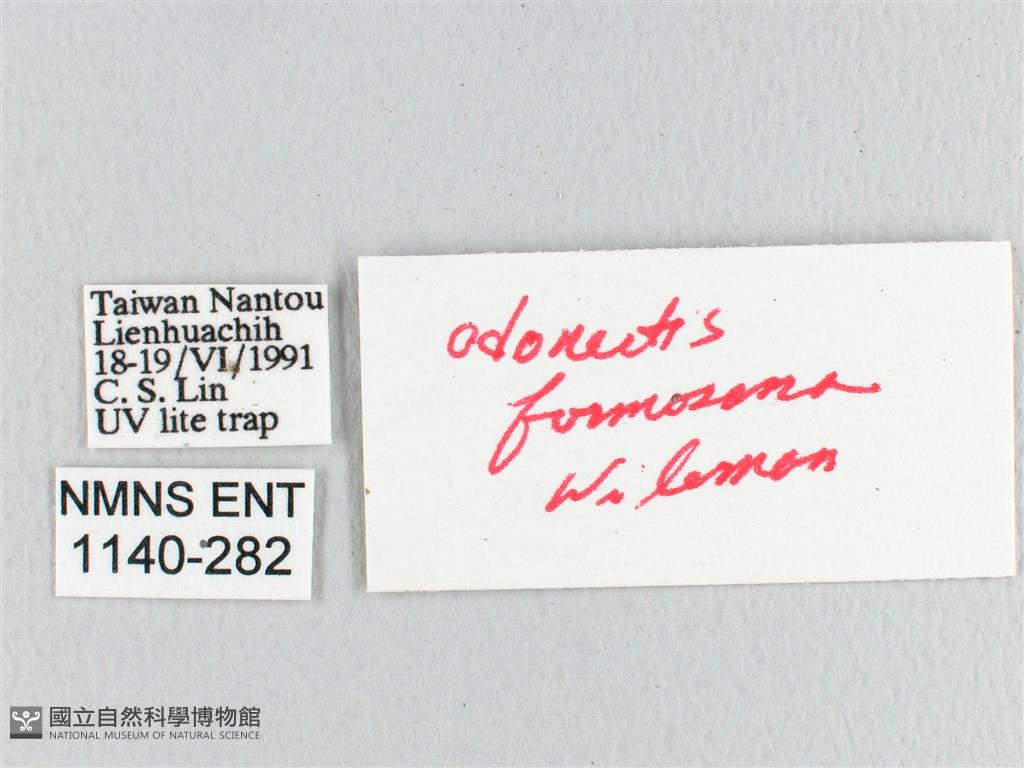 Taiwan Nantou
Lienhuachih
18-19/VI/1991
C. S. Lin
UV lite trap
NMNS ENT
1140-282
odonectis
formosana
Wileman
國立自然科學博物館
NATIONAL MUSEUM OF NATURAL SCIENCE